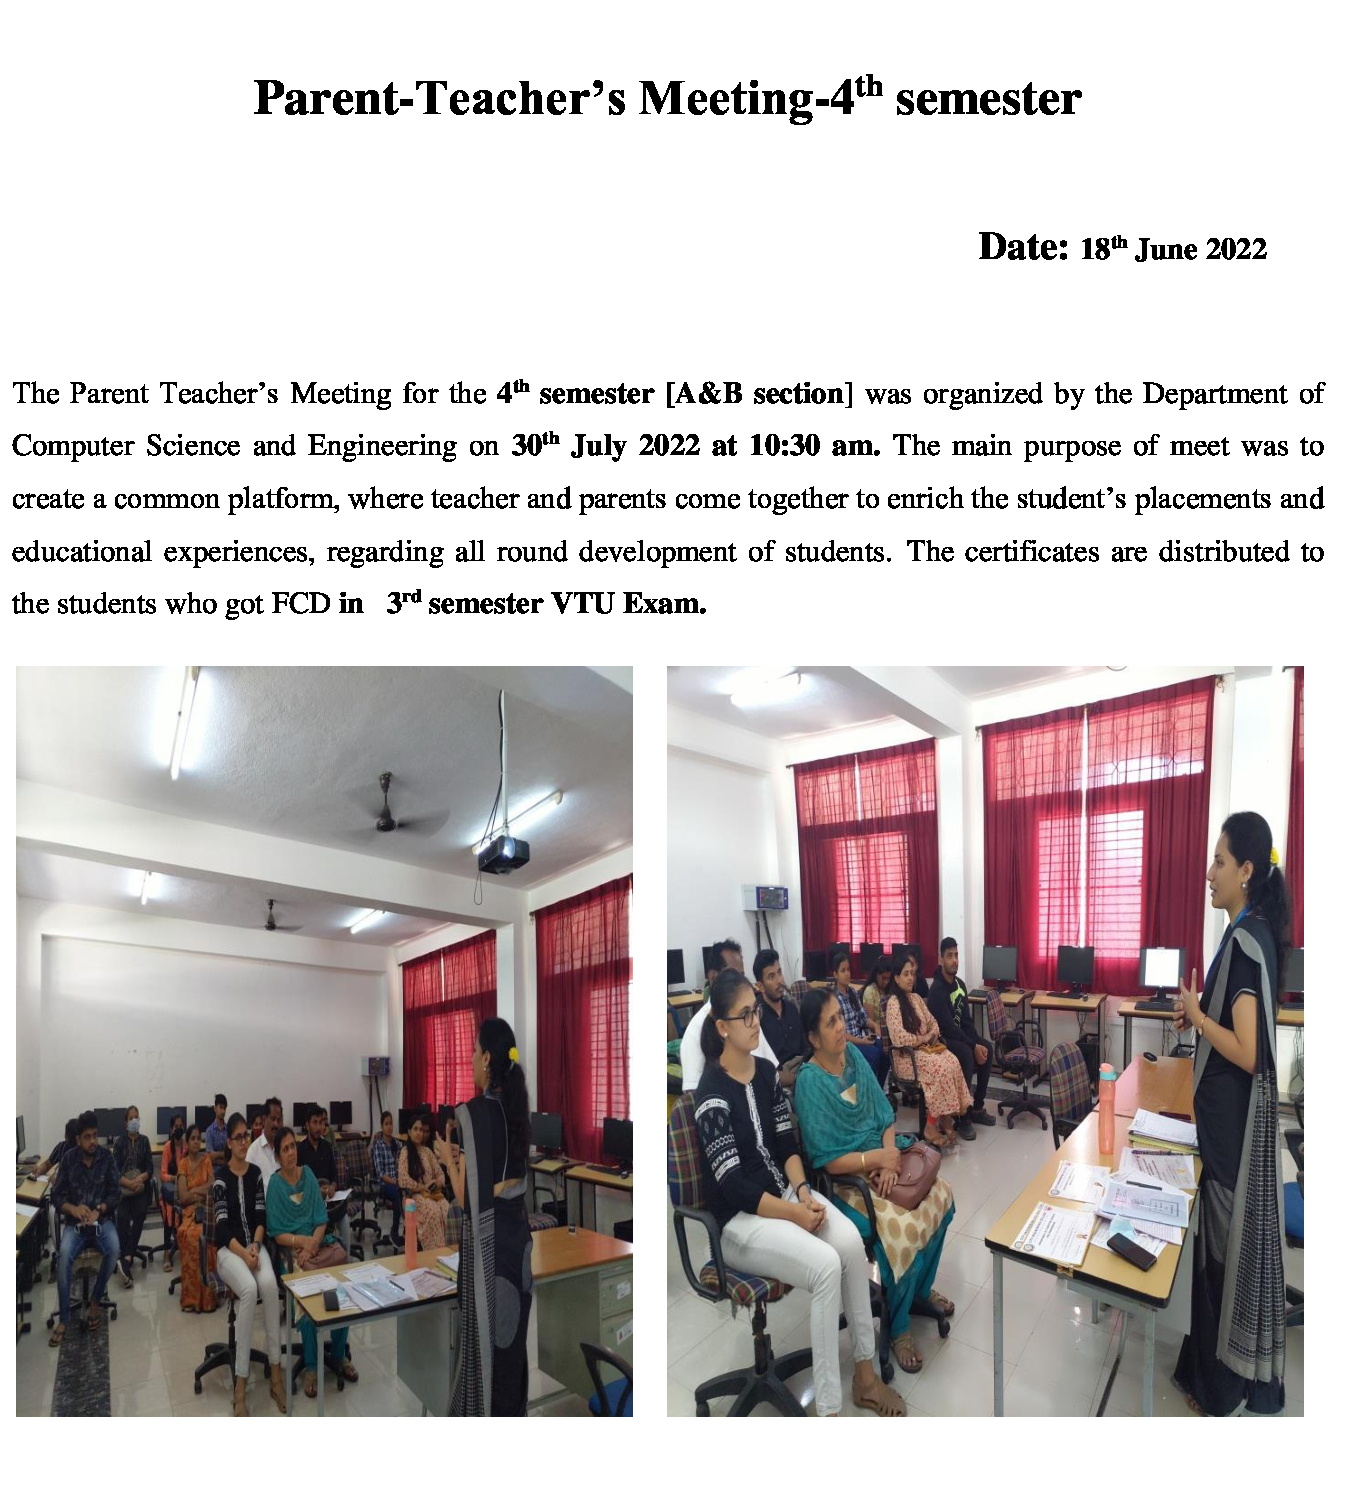 Parent-Teacher’s Meeting-4th semester
Date: 18th June 2022
The Parent Teacher’s Meeting for the 4th semester [A&B section] was organized by the Department of
Computer Science and Engineering on 30th July 2022 at 10:30 am. The main purpose of meet was to
create a common platform, where teacher and parents come together to enrich the student’s placements and
educational experiences, regarding all round development of students. The certificates are distributed to
the students who got FCD in 3rd semester VTU Exam.